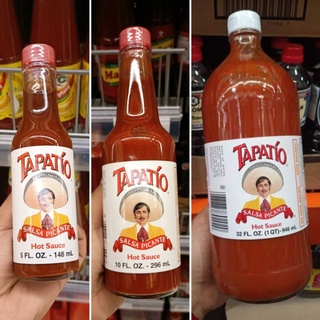 TAPATÍO
SALSA PICANTE
Hot Sauce
5 FL. OZ. - 148 mL
TAPATÍO
SALSA PICANTE
Hot Sauce
10 FL. OZ. - 296 mL
TAPATÍO
SALSA PICANTE
Hot Sauce
32 FL. OZ. (1 QT) - 946 mL